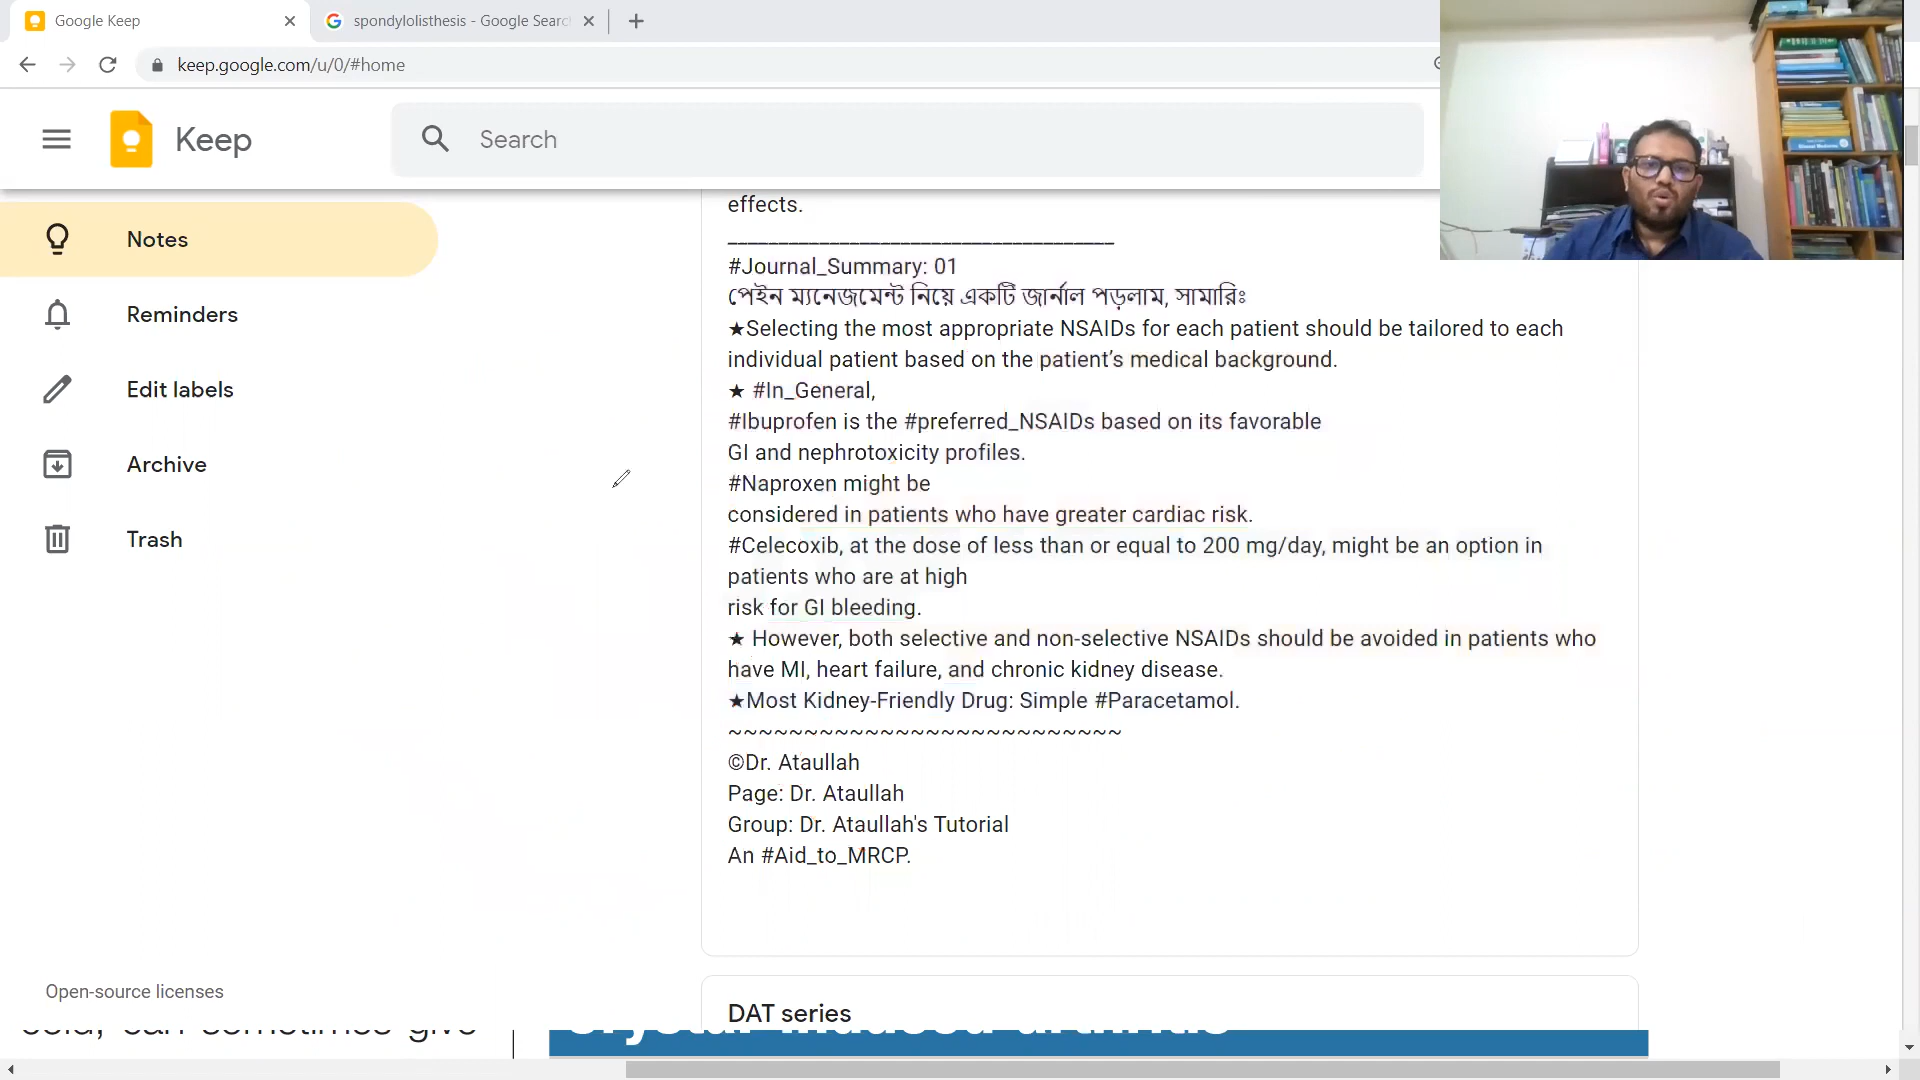 Google Keep
spondylolisthesis - Google Search
keep.google.com/u/0/#home
Keep
Search
Notes
Reminders
Edit labels
Archive
Trash
Open-source licenses
effects.
#Journal_Summary: 01
পেইন ম্যনেজমেন্ট নিয়ে একটি জার্নাল পড়লাম, সামারিঃ
★Selecting the most appropriate NSAIDs for each patient should be tailored to each
individual patient based on the patient’s medical background.
★ #In_General,
#Ibuprofen is the #preferred_NSAIDs based on its favorable
GI and nephrotoxicity profiles.
#Naproxen might be
considered in patients who have greater cardiac risk.
#Celecoxib, at the dose of less than or equal to 200 mg/day, might be an option in
patients who are at high
risk for GI bleeding.
★ However, both selective and non-selective NSAIDs should be avoided in patients who
have MI, heart failure, and chronic kidney disease.
★Most Kidney-Friendly Drug: Simple #Paracetamol.
~~~~~~~~~~~~~~~~~~~~~~~~~~
©Dr. Ataullah
Page: Dr. Ataullah
Group: Dr. Ataullah's Tutorial
An #Aid_to_MRCP.
DAT series